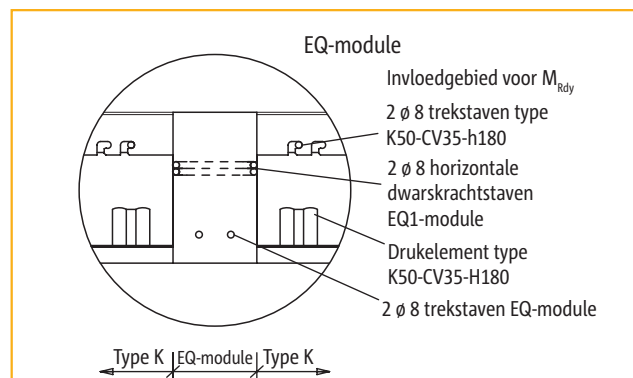 EQ-module
Invloedgebied voor MRdy
2 ø 8 trekstaven type
K50-CV35-h180
2 ø 8 horizontale
dwarskrachtstaven
EQ1-module
Drukelement type
K50-CV35-H180
2 ø 8 trekstaven EQ-module
Type K EQ-module Type K